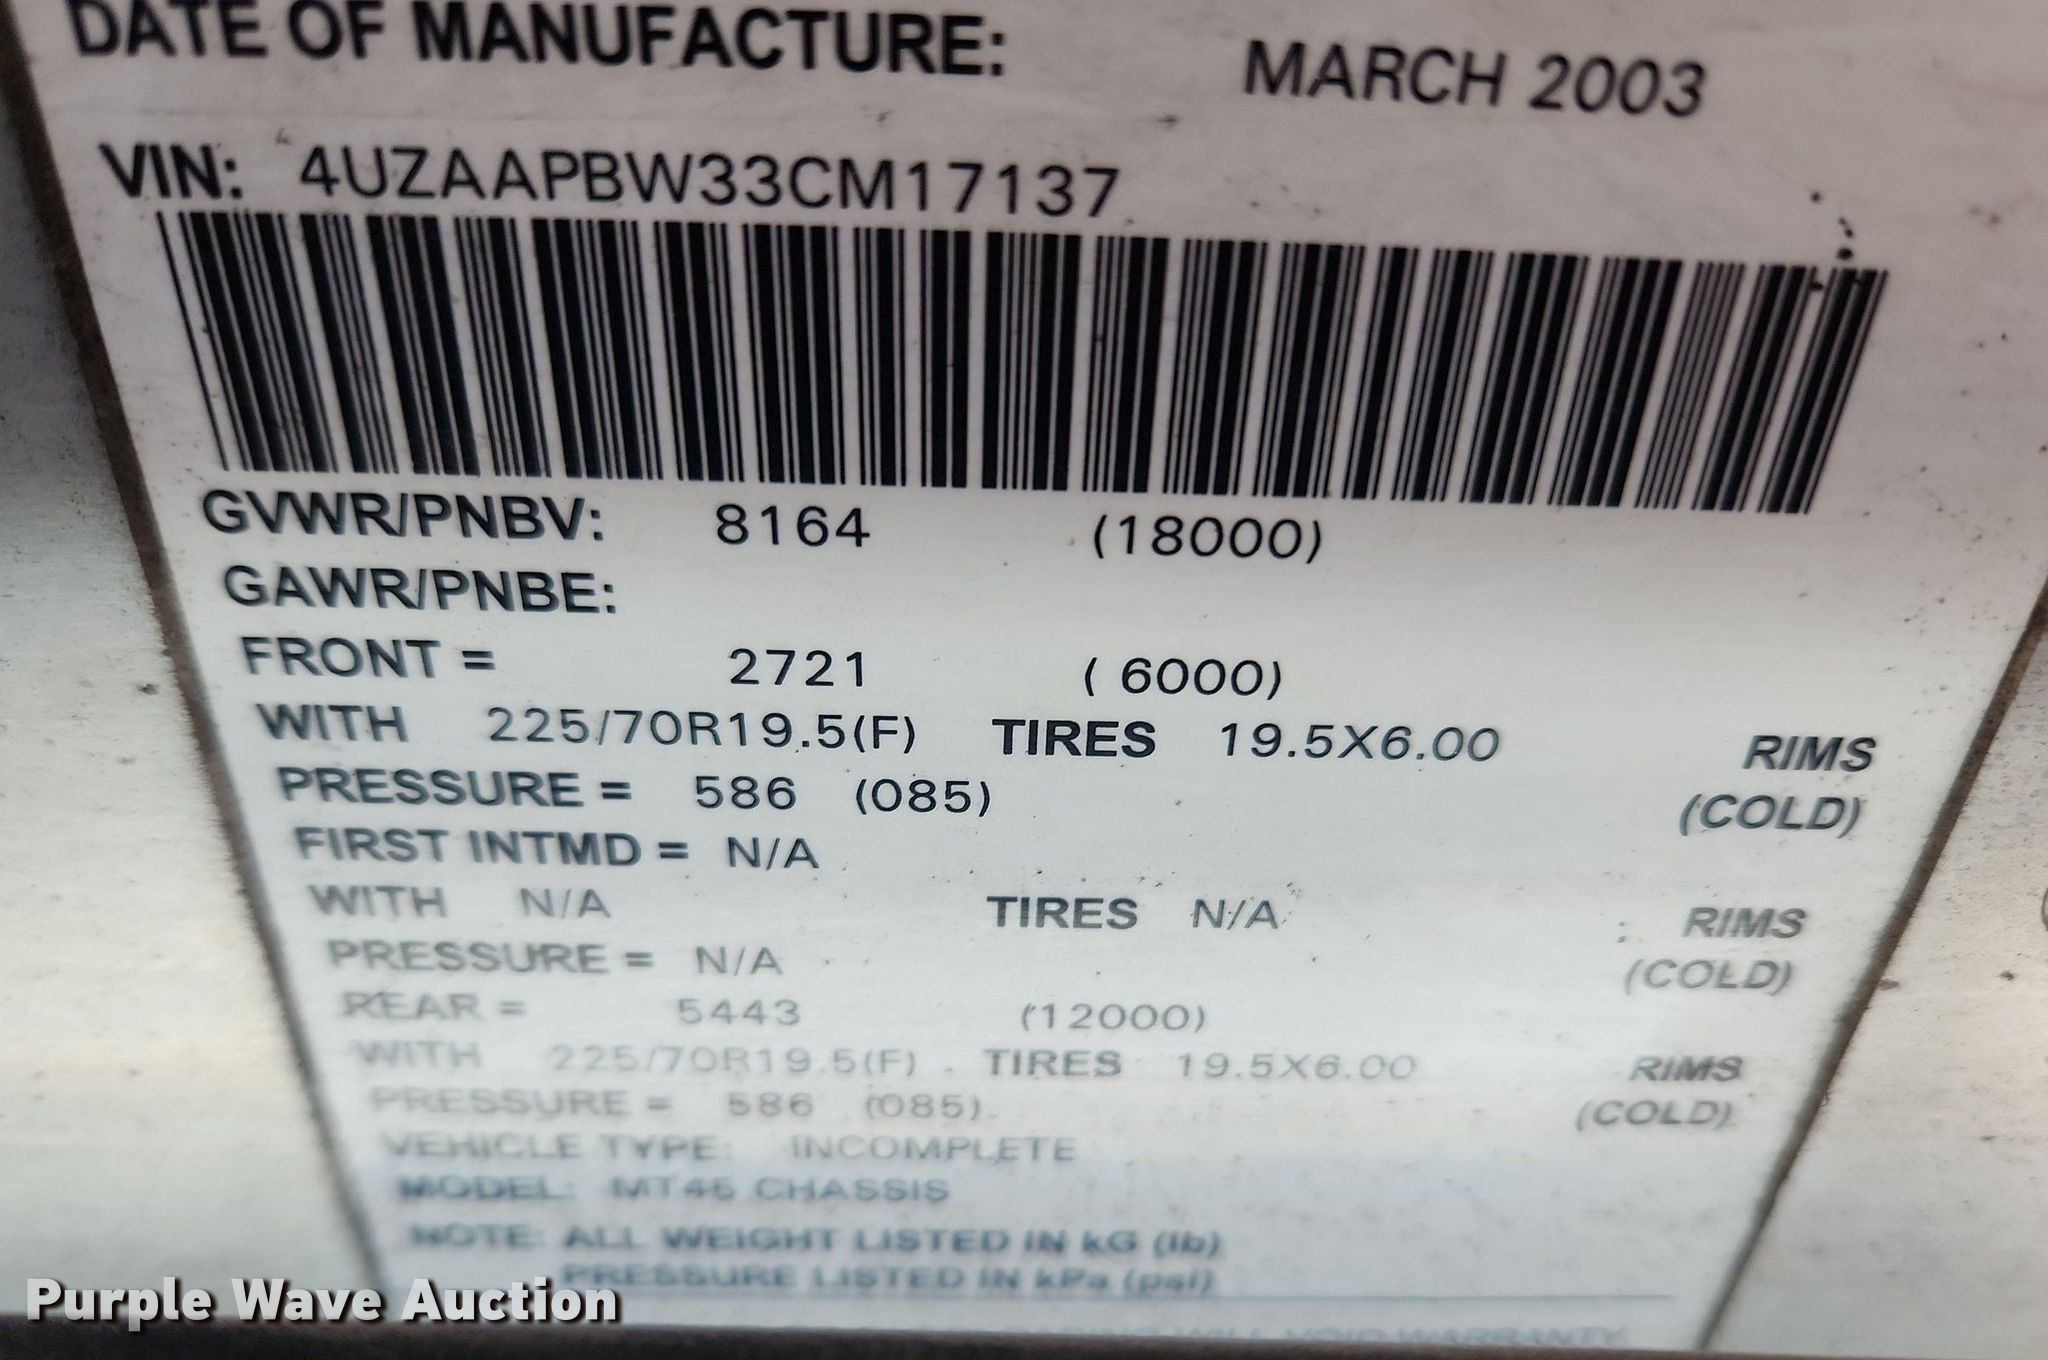 DATE OF MANUFACTURE: MARCH 2003
VIN: 4UZAAPBW33CM17137
GVWR/PNBV: 8164 (18000)
GAWR/PNBE:
FRONT = 2721 ( 6000)
WITH 225/70R19.5(F) TIRES 19.5X6.00 RIMS
PRESSURE = 586 (085) (COLD)
FIRST INTMD = N/A
WITH N/A TIRES N/A RIMS
PRESSURE = N/A (COLD)
REAR = 5443 (12000)
WITH 225/70R19.5(F) TIRES 19.5X6.00 RIMS
PRESSURE = 586 (085) (COLD)
VEHICLE TYPE: INCOMPLETE
MODEL: MT45 CHASSIS
NOTE: ALL WEIGHT LISTED IN kG (lb)
PRESSURE LISTED IN kPa (psi)
WILL VOID WARRANTY
Purple Wave Auction